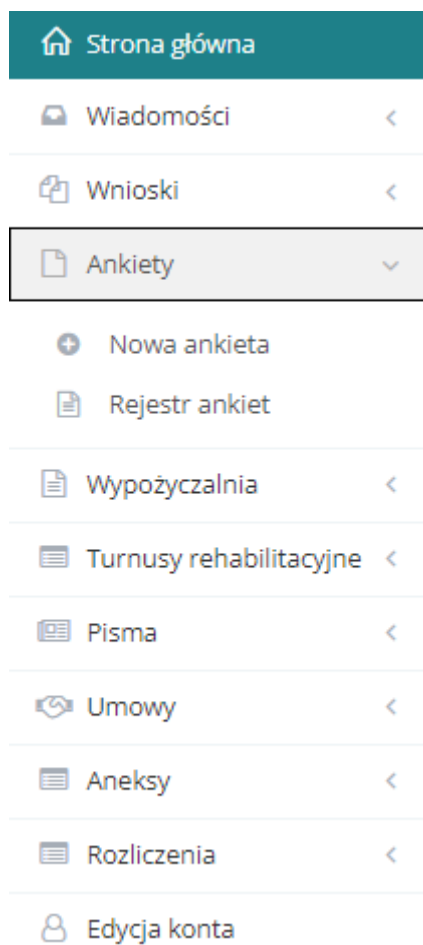 Strona główna
Wiadomości
Wnioski
Ankiety
Nowa ankieta
Rejestr ankiet
Wypożyczalnia
Turnusy rehabilitacyjne
Pisma
Umowy
Aneksy
Rozliczenia
Edycja konta